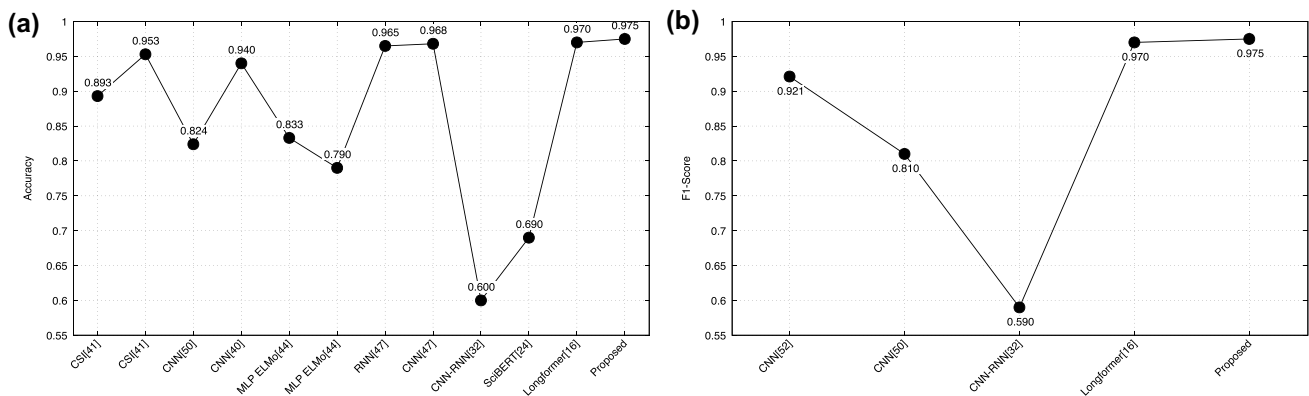 (a)
Accuracy
1
0.95
0.9
0.85
0.8
0.75
0.7
0.65
0.6
0.55
0.893
0.953
0.824
0.940
0.833
0.790
0.965
0.968
0.600
0.690
0.970
0.975
CSI[41]
CSI[41]
CNN[50]
CNN[40]
MLP ELMo[44]
MLP ELMo[44]
RNN[47]
CNN[47]
CNN-RNN[32]
SciBERT[24]
Longformer[16]
Proposed
(b)
F1-Score
1
0.95
0.9
0.85
0.8
0.75
0.7
0.65
0.6
0.55
0.921
0.810
0.590
0.970
0.975
CNN[52]
CNN[50]
CNN-RNN[32]
Longformer[16]
Proposed